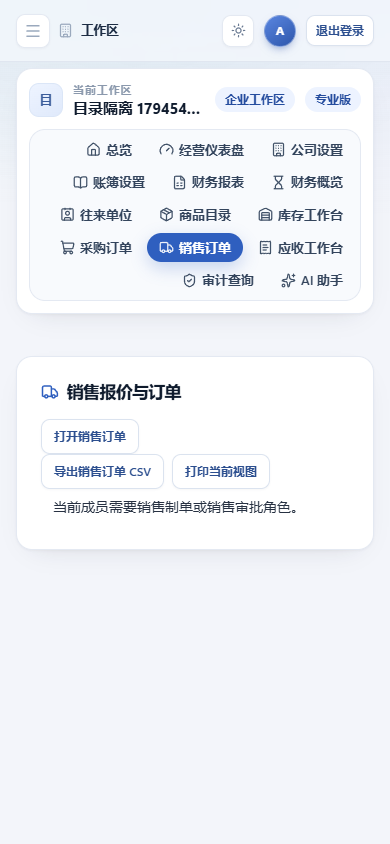 工作区
A
退出登录
目
当前工作区
目录隔离 179454...
企业工作区
专业版
总览
经营仪表盘
公司设置
账簿设置
财务报表
财务概览
往来单位
商品目录
库存工作台
采购订单
销售订单
应收工作台
审计查询
AI 助手
销售报价与订单
打开销售订单
导出销售订单 CSV
打印当前视图
当前成员需要销售制单或销售审批角色。